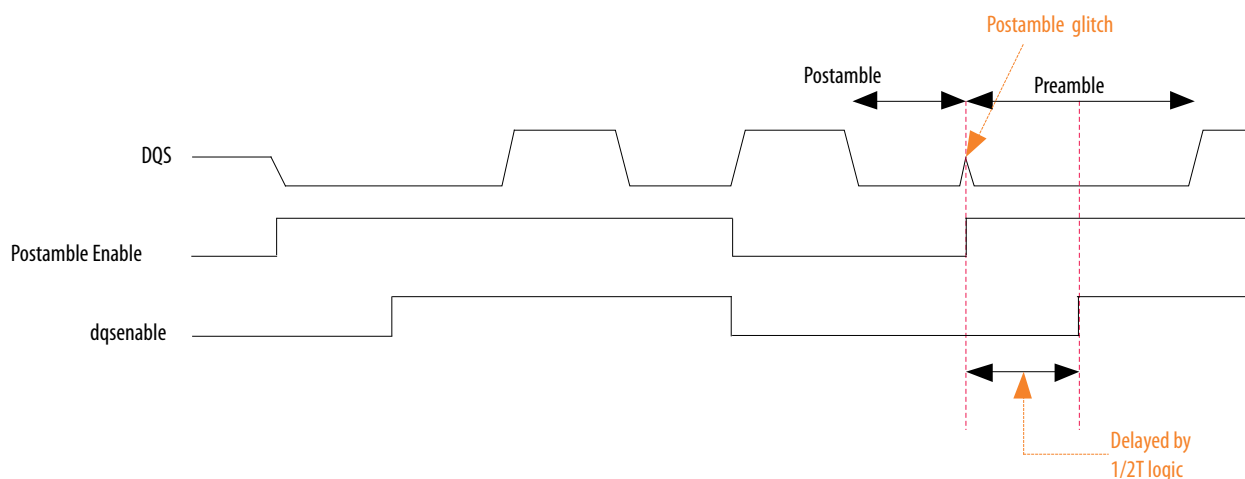 Postamble glitch
Postamble
Preamble
DQS
Postamble Enable
dqsenable
Delayed by
1/2T logic